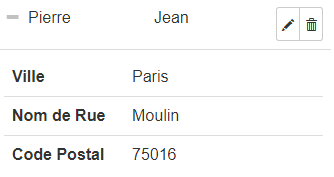 Pierre Jean
Ville Paris
Nom de Rue Moulin
Code Postal 75016